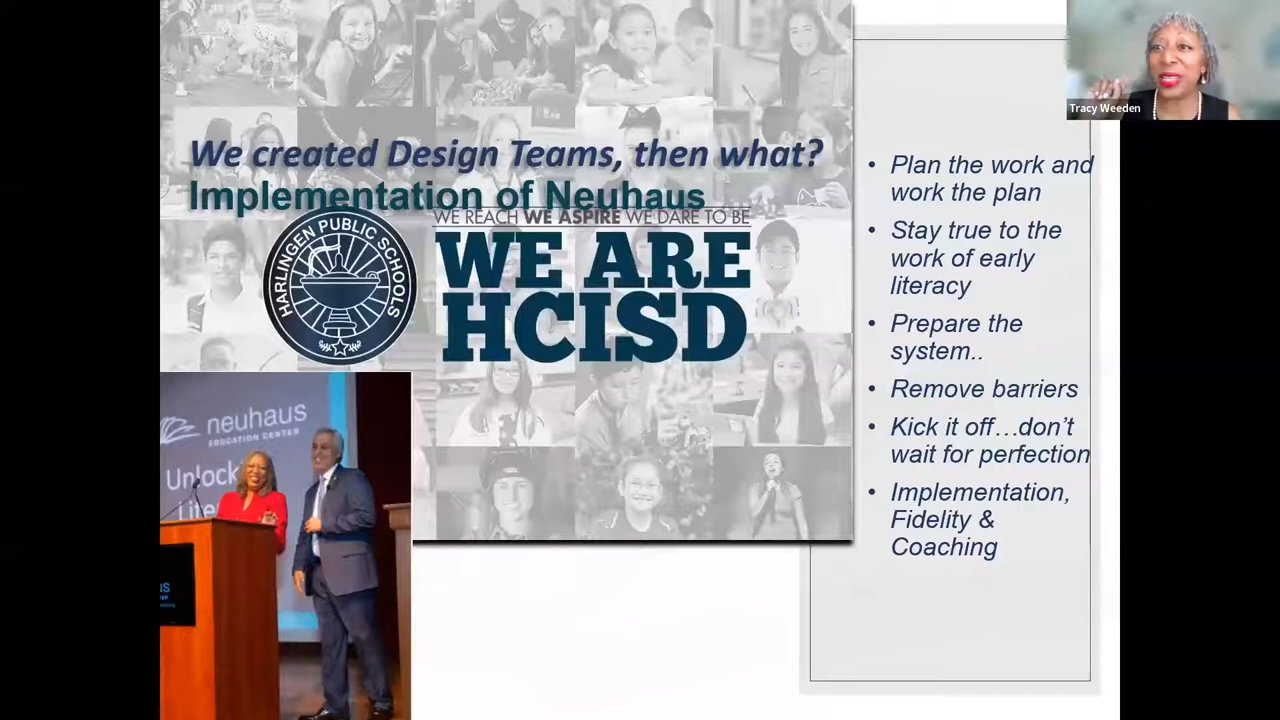 Tracy Weeden
We created Design Teams, then what?
Implementation of Neuhaus
HARLINGEN PUBLIC SCHOOLS
WE REACH WE ASPIRE WE DARE TO BE
WE ARE
HCISD
• Plan the work and
work the plan
• Stay true to the
work of early
literacy
• Prepare the
system..
• Remove barriers
• Kick it off…don't
wait for perfection
• Implementation,
Fidelity &
Coaching
neuhaus
EDUCATION CENTER
Unlock